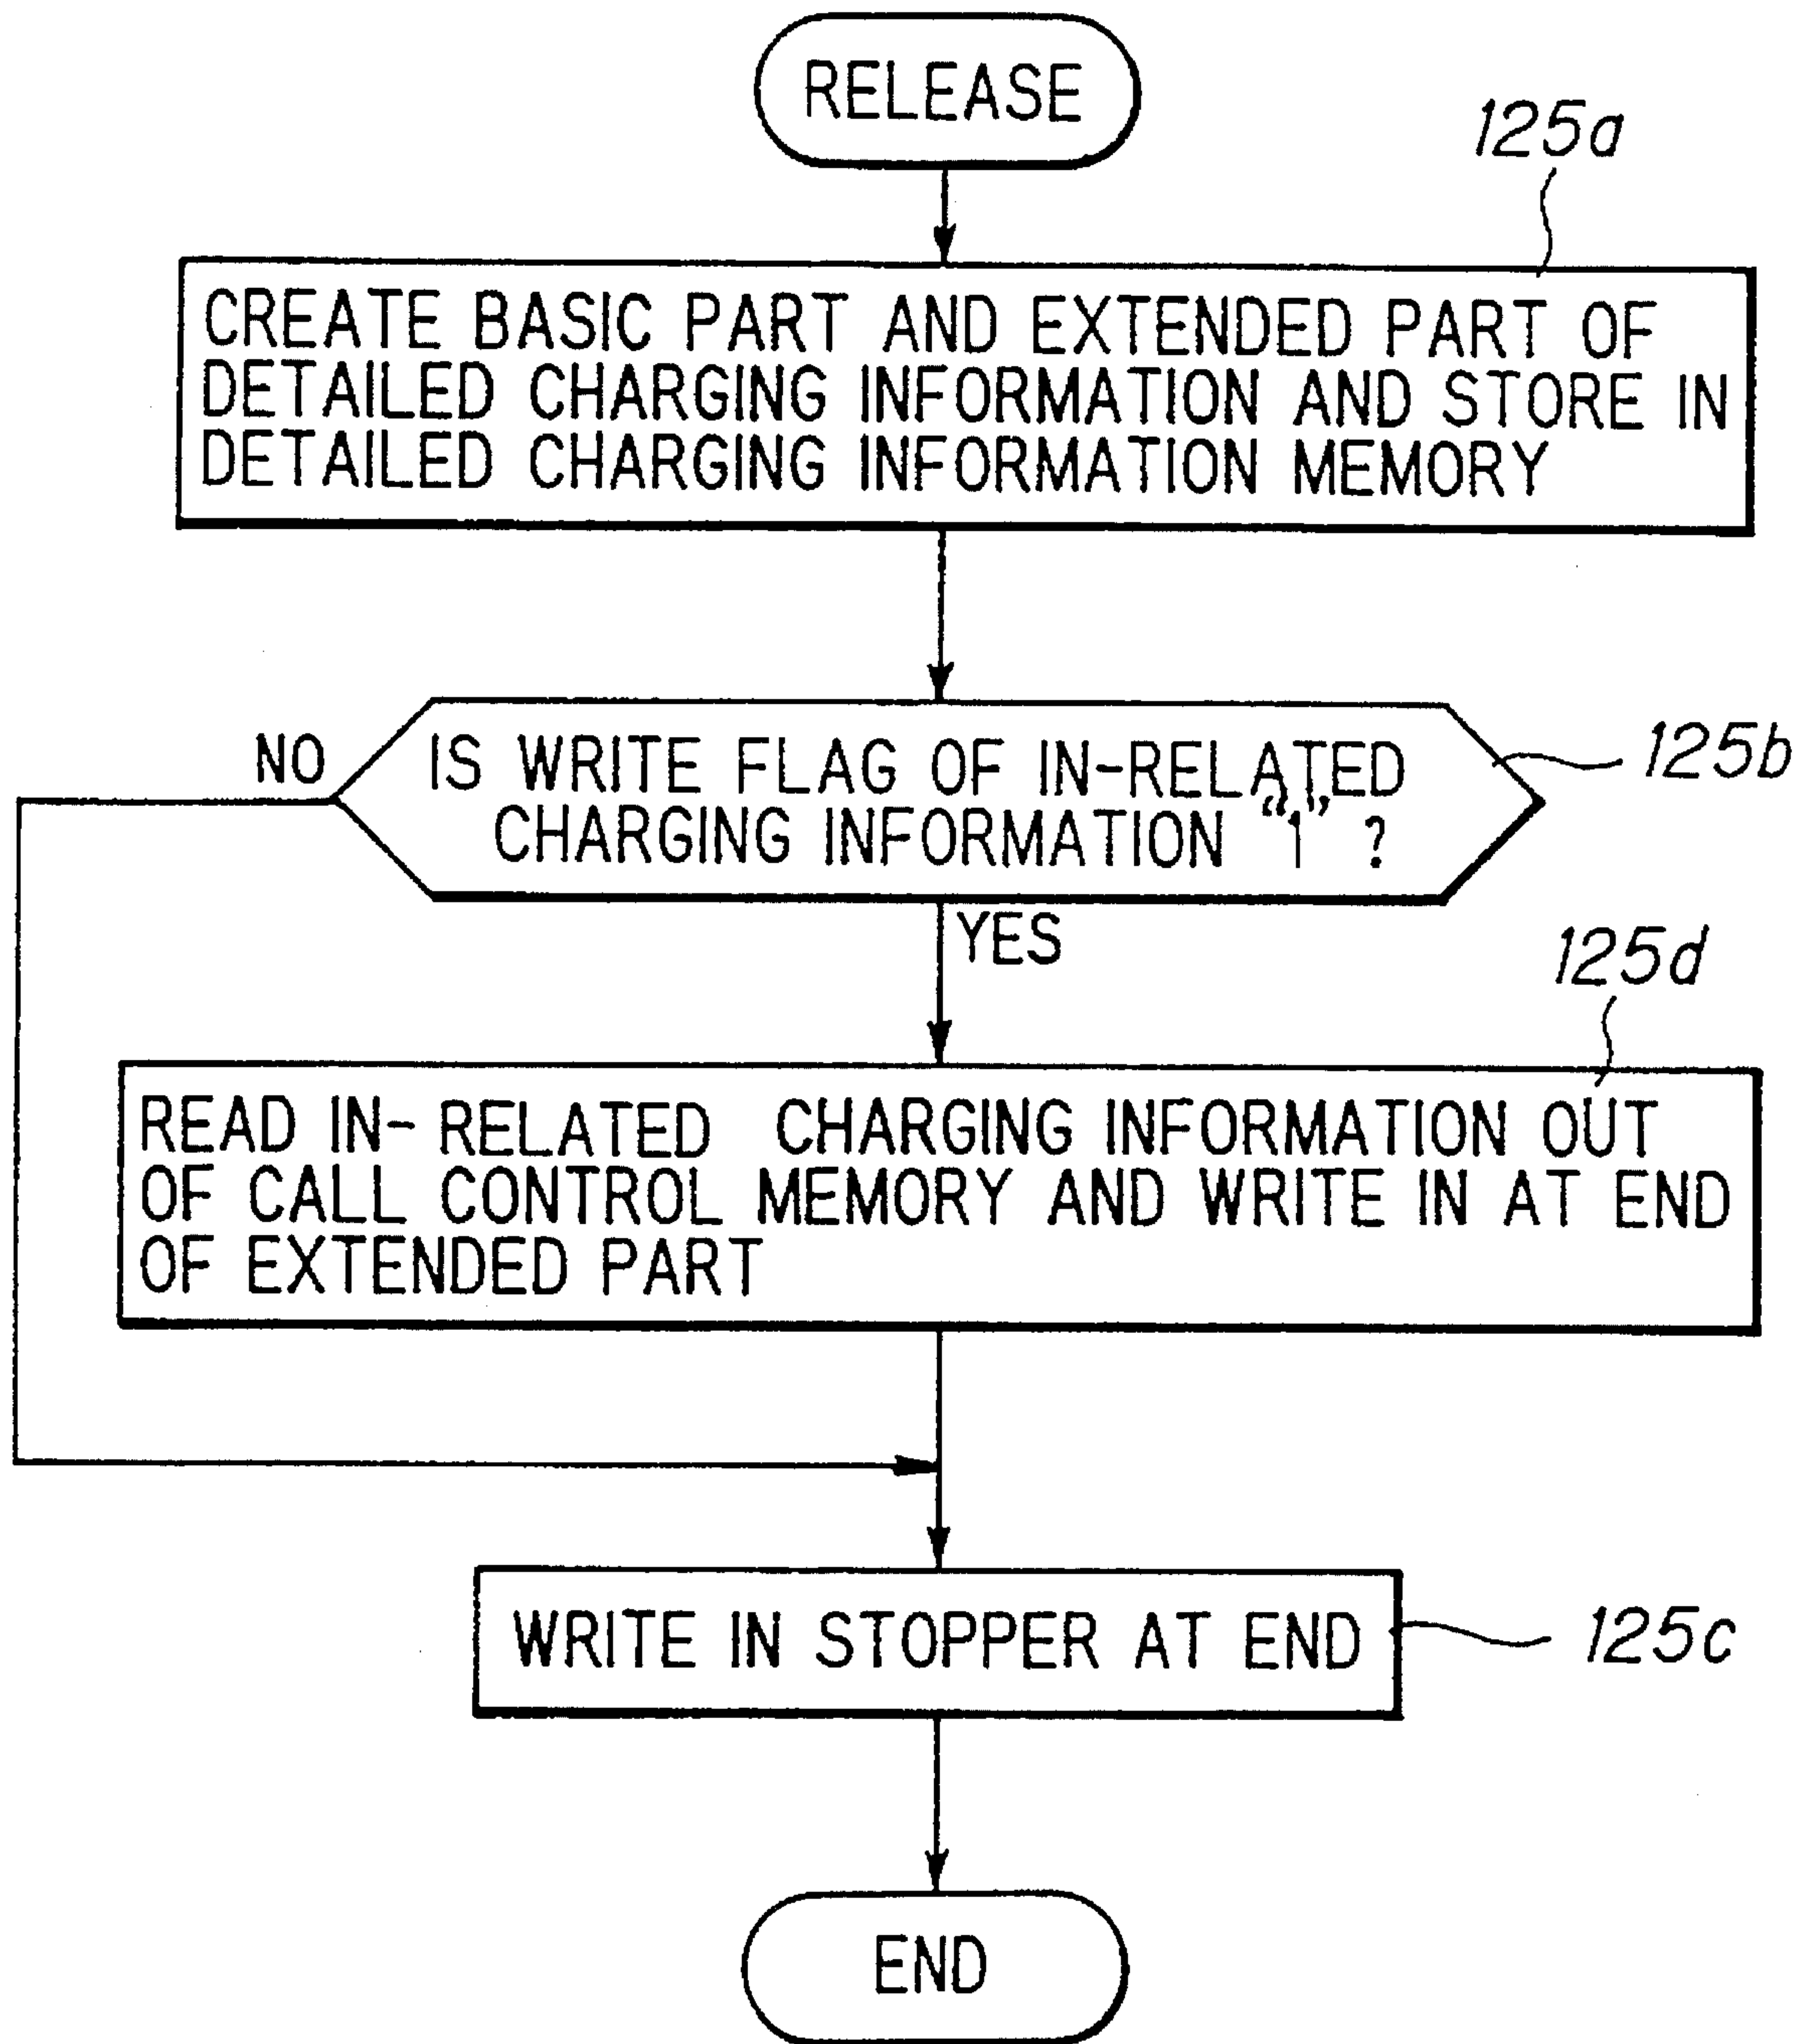 RELEASE
125a
CREATE BASIC PART AND EXTENDED PART OF
DETAILED CHARGING INFORMATION AND STORE IN
DETAILED CHARGING INFORMATION MEMORY
NO
IS WRITE FLAG OF IN-RELATED
CHARGING INFORMATION "1" ?
125b
YES
125d
READ IN- RELATED CHARGING INFORMATION OUT
OF CALL CONTROL MEMORY AND WRITE IN AT END
OF EXTENDED PART
WRITE IN STOPPER AT END
125c
END